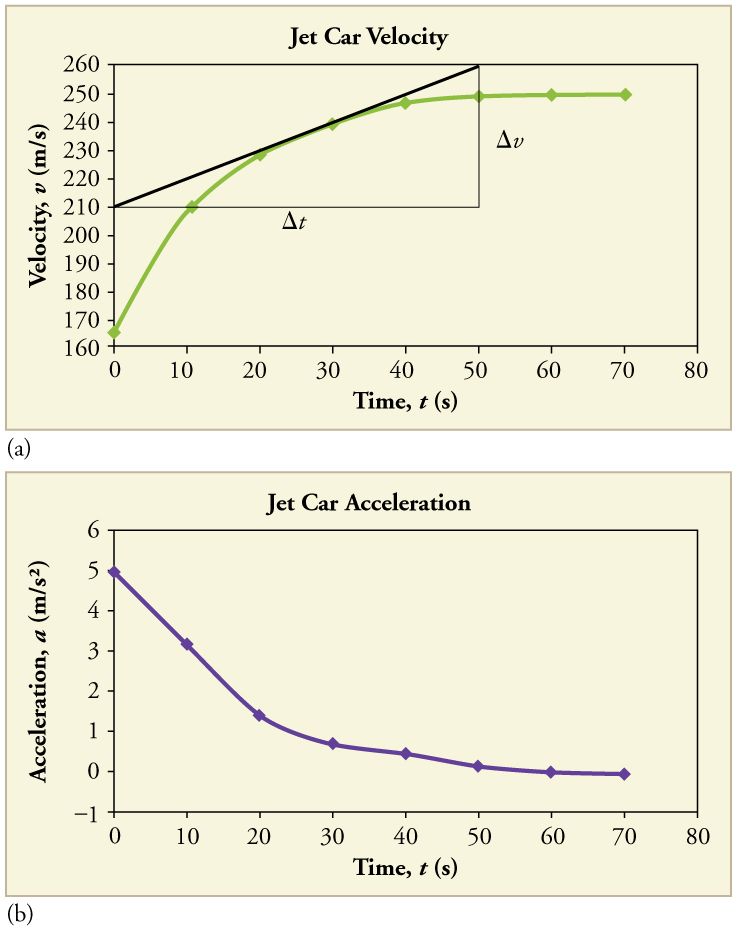 Jet Car Velocity
260
250
240
230
220
210
200
190
180
170
160
Velocity, v (m/s)
Δv
Δt
0 10 20 30 40 50 60 70 80
Time, t (s)
(a)
Jet Car Acceleration
6
5
4
3
2
1
0
−1
Acceleration, a (m/s²)
0 10 20 30 40 50 60 70 80
Time, t (s)
(b)